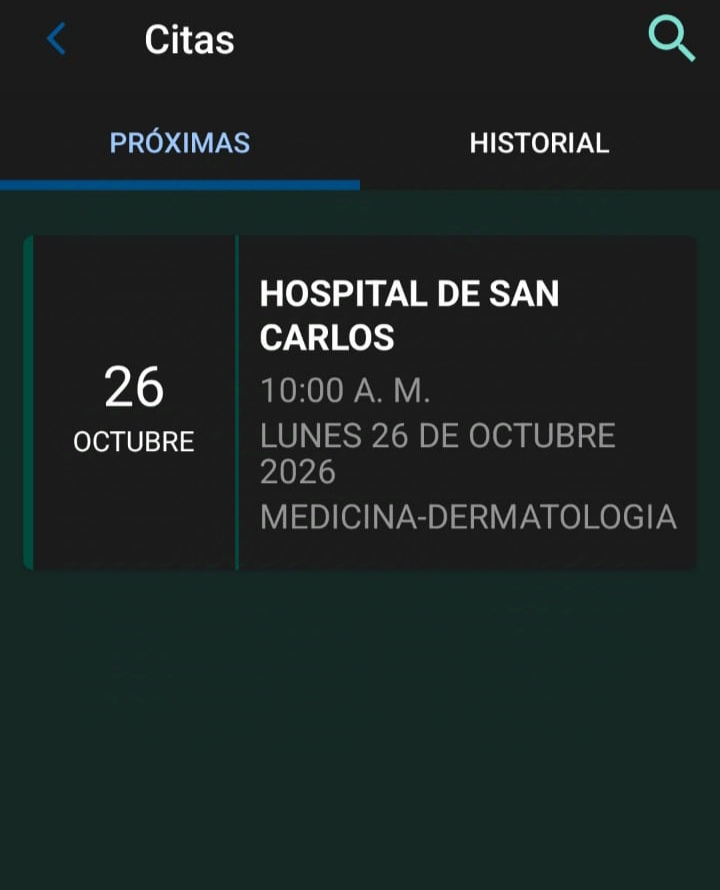 Citas
PRÓXIMAS
HISTORIAL
26
OCTUBRE
HOSPITAL DE SAN
CARLOS
10:00 A. M.
LUNES 26 DE OCTUBRE
2026
MEDICINA-DERMATOLOGIA